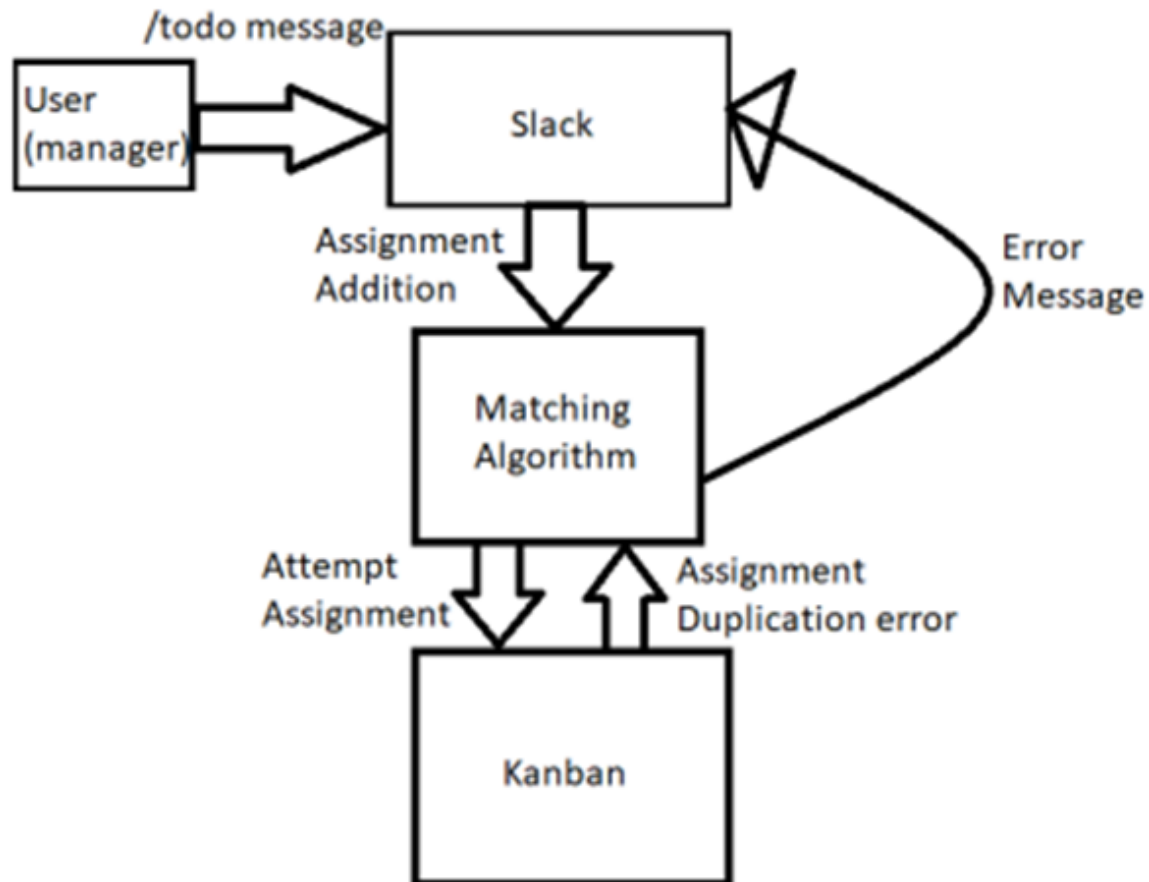 /todo message
User
(manager)
Slack
Assignment
Addition
Error
Message
Matching
Algorithm
Attempt
Assignment
Assignment
Duplication error
Kanban